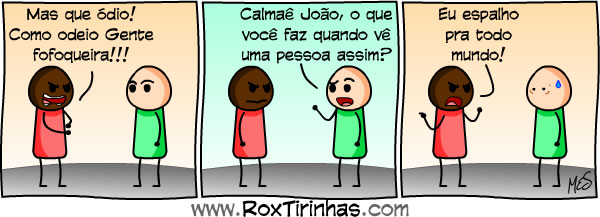 Mas que ódio!
Como odeio Gente
fofoqueira!!!
Calmaê João, o que
você faz quando vê
uma pessoa assim?
Eu espalho
pra todo
mundo!
MES
www.RoxTirinhas.com